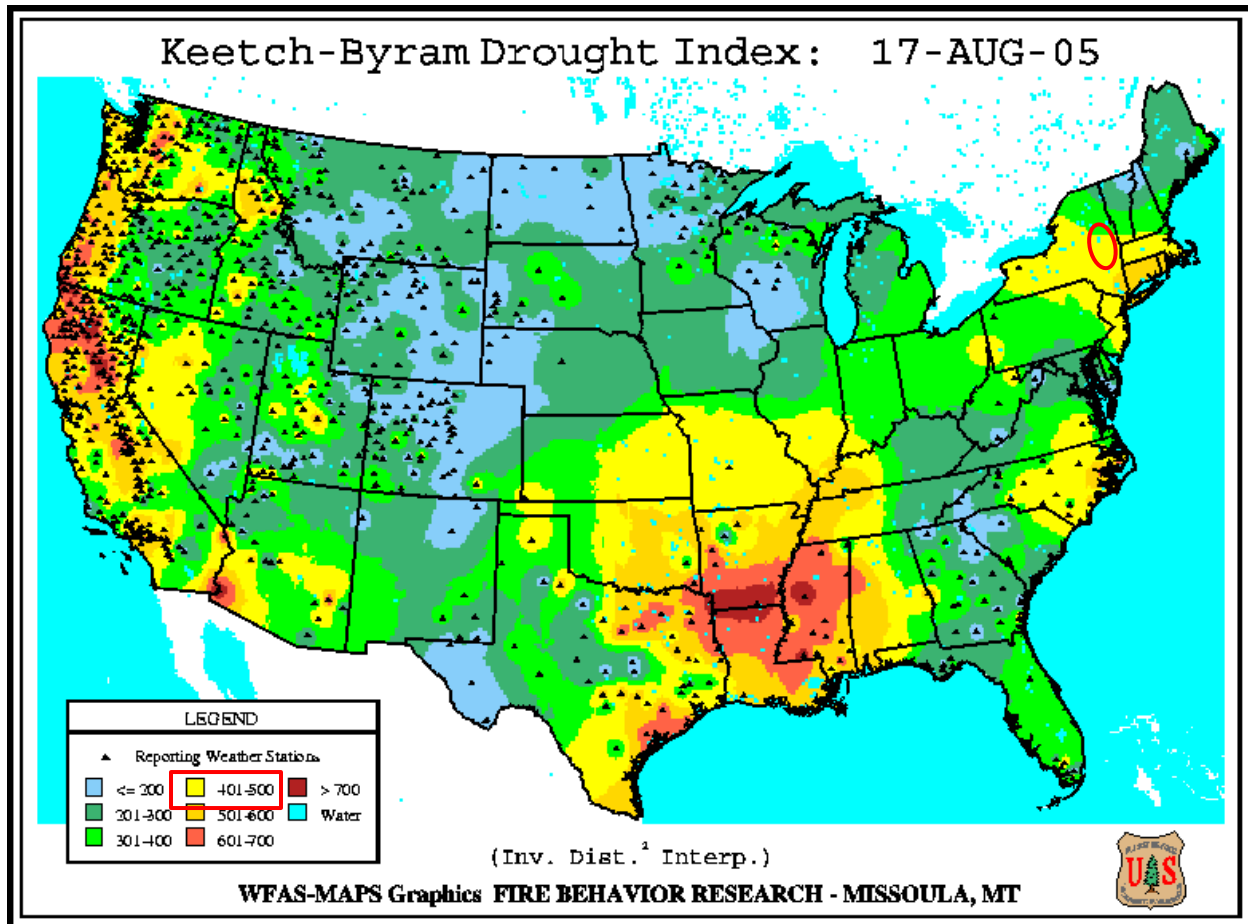 Keetch-Byram Drought Index: 17-AUG-05
LEGEND
Reporting Weather Stations
<= 200 401-500 > 700
201-300 501-600 Water
301-400 601-700
(Inv. Dist.² Interp.)
WFAS-MAPS Graphics FIRE BEHAVIOR RESEARCH - MISSOULA, MT
U S